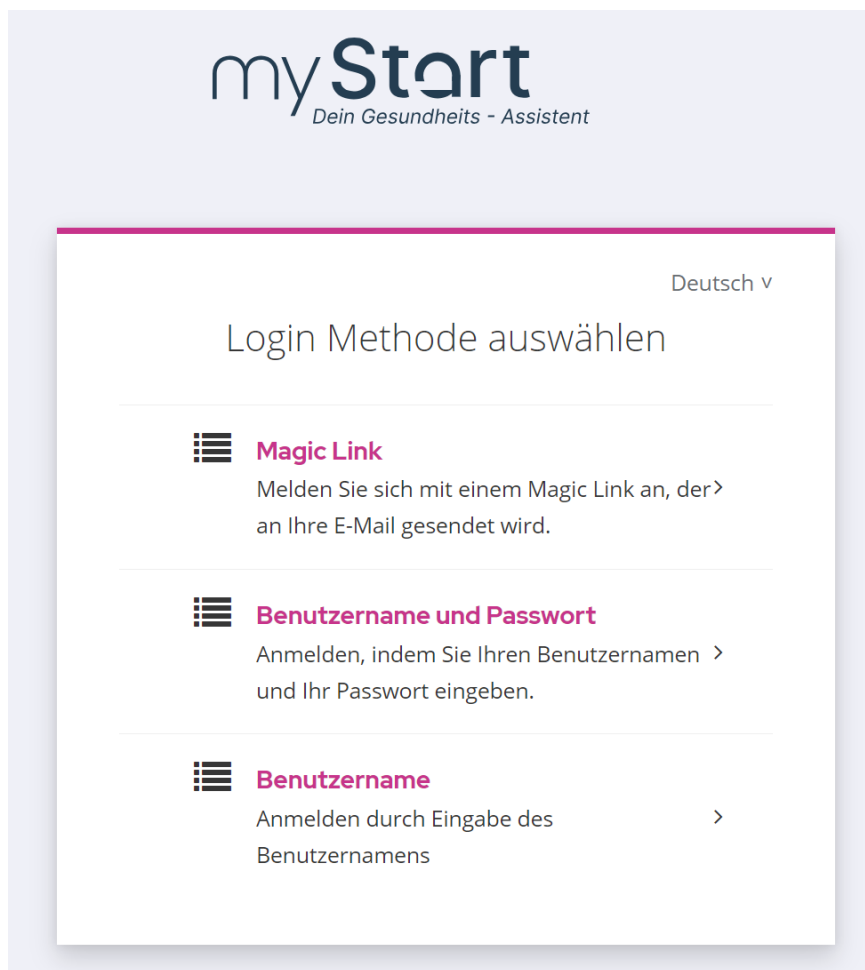 myStart
Dein Gesundheits - Assistent
Deutsch
Login Methode auswählen
Magic Link
Melden Sie sich mit einem Magic Link an, der
an Ihre E-Mail gesendet wird.
Benutzername und Passwort
Anmelden, indem Sie Ihren Benutzernamen
und Ihr Passwort eingeben.
Benutzername
Anmelden durch Eingabe des
Benutzernamens